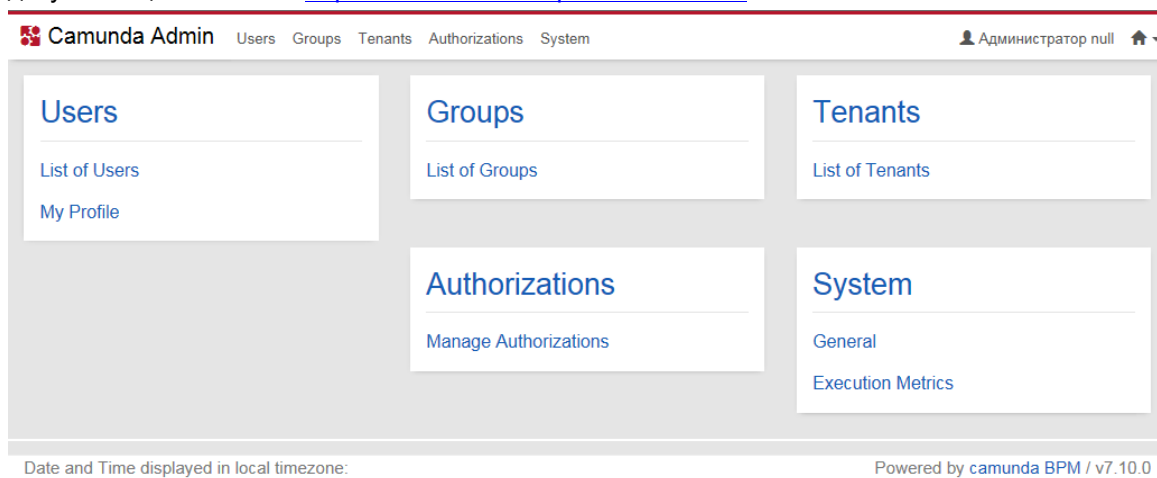 Camunda Admin Users Groups Tenants Authorizations System Администратор null
Users
List of Users
My Profile
Groups
List of Groups
Tenants
List of Tenants
Authorizations
Manage Authorizations
System
General
Execution Metrics
Date and Time displayed in local timezone:
Powered by camunda BPM / v7.10.0